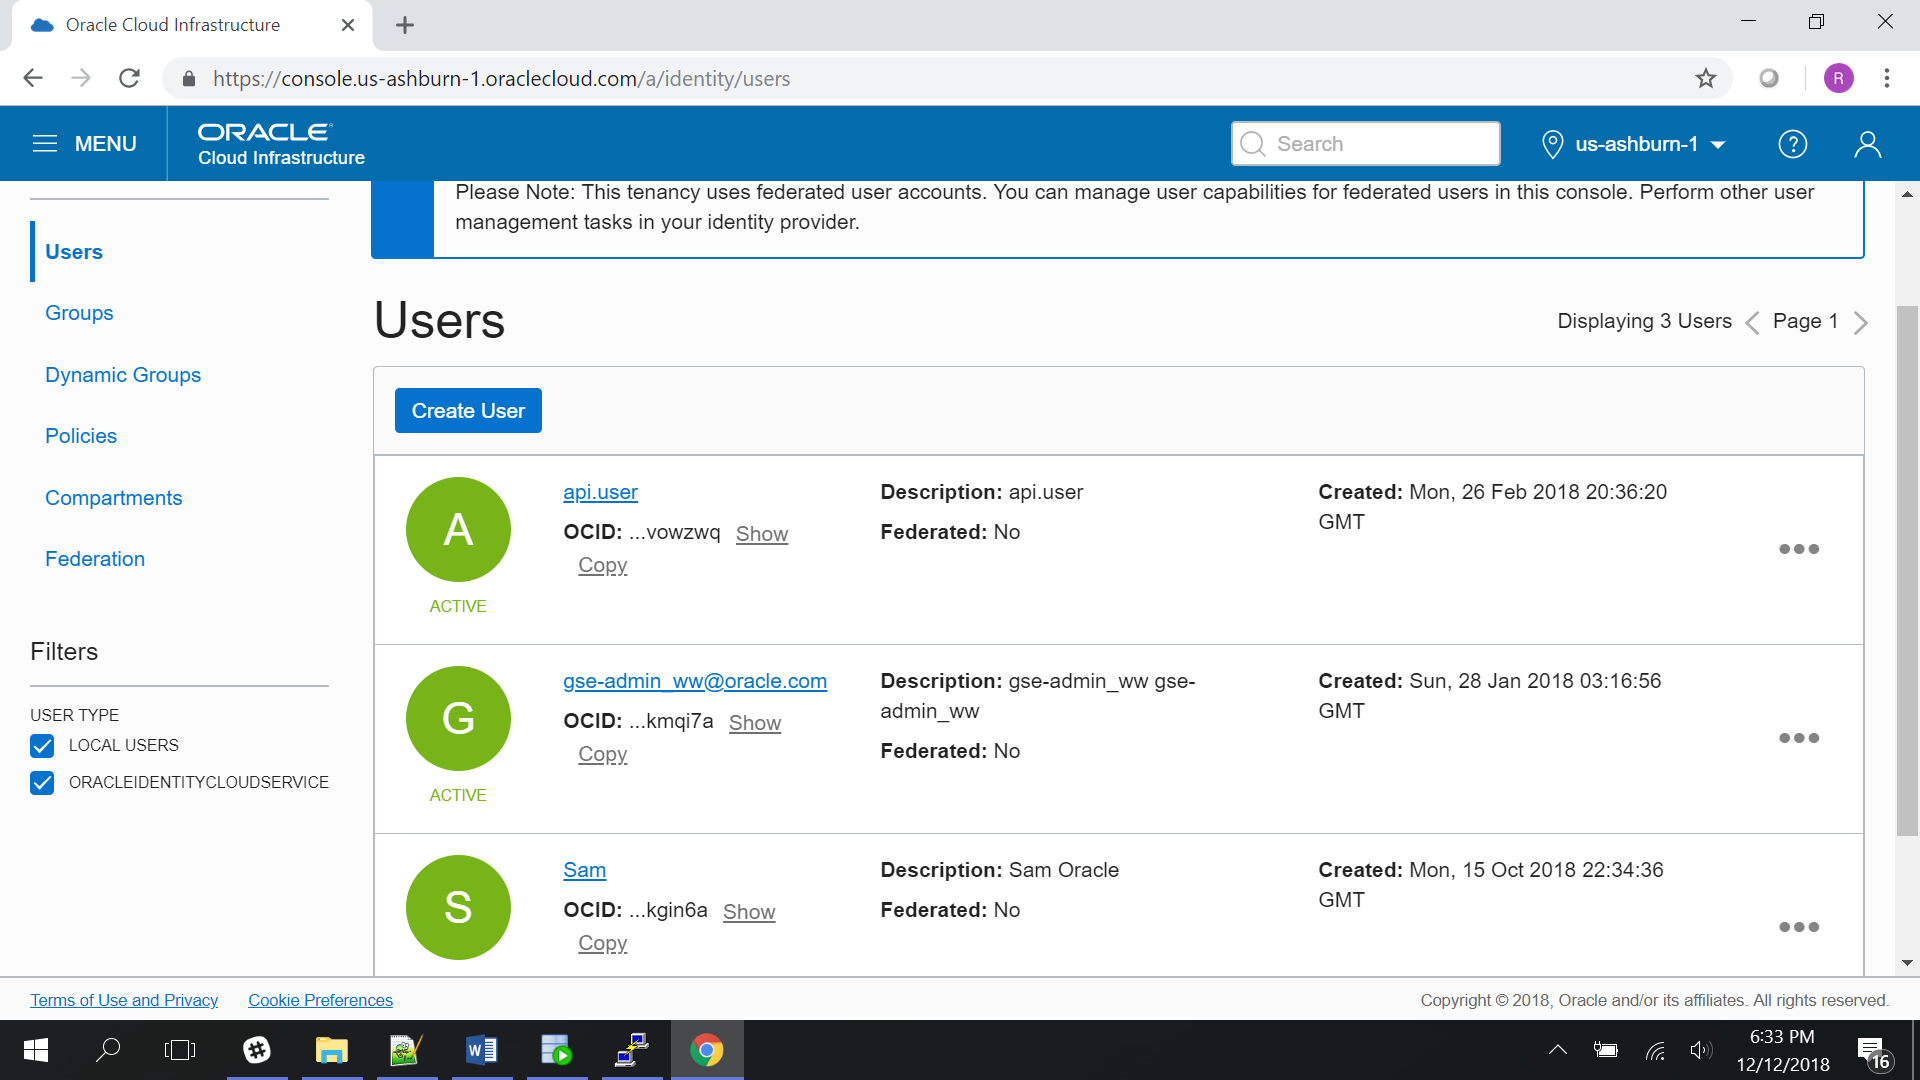 Oracle Cloud Infrastructure
https://console.us-ashburn-1.oraclecloud.com/a/identity/users
R
MENU
ORACLE
Cloud Infrastructure
Search
us-ashburn-1
?
Please Note: This tenancy uses federated user accounts. You can manage user capabilities for federated users in this console. Perform other user
management tasks in your identity provider.
Users
Groups
Dynamic Groups
Policies
Compartments
Federation
Filters
USER TYPE
LOCAL USERS
ORACLEIDENTITYCLOUDSERVICE
Users
Displaying 3 Users
Page 1
Create User
A
ACTIVE
api.user
OCID: ...vowzwq Show
Copy
Description: api.user
Federated: No
Created: Mon, 26 Feb 2018 20:36:20
GMT
G
ACTIVE
gse-admin_ww@oracle.com
OCID: ...kmqi7a Show
Copy
Description: gse-admin_ww gse-
admin_ww
Federated: No
Created: Sun, 28 Jan 2018 03:16:56
GMT
S
Sam
OCID: ...kgin6a Show
Copy
Description: Sam Oracle
Federated: No
Created: Mon, 15 Oct 2018 22:34:36
GMT
Terms of Use and Privacy
Cookie Preferences
Copyright © 2018, Oracle and/or its affiliates. All rights reserved.
6:33 PM
12/12/2018
16